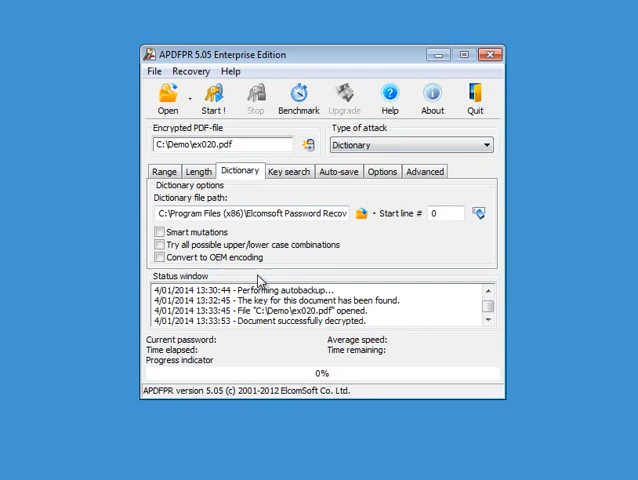 APDFPR 5.05 Enterprise Edition
File Recovery Help
Open Start ! Stop Benchmark Upgrade Help About Quit
Encrypted PDF-file Type of attack
C:\Demo\ex020.pdf Dictionary
Range Length Dictionary Key search Auto-save Options Advanced
Dictionary options
Dictionary file path:
C:\Program Files (x86)\Elcomsoft Password Recov Start line # 0
Smart mutations
Try all possible upper/lower case combinations
Convert to OEM encoding
Status window
4/01/2014 13:30:44 - Performing autobackup...
4/01/2014 13:32:45 - The key for this document has been found.
4/01/2014 13:33:45 - File "C:\Demo\ex020.pdf" opened.
4/01/2014 13:33:53 - Document successfully decrypted.
Current password: Average speed:
Time elapsed: Time remaining:
Progress indicator
0%
APDFPR version 5.05 (c) 2001-2012 ElcomSoft Co. Ltd.